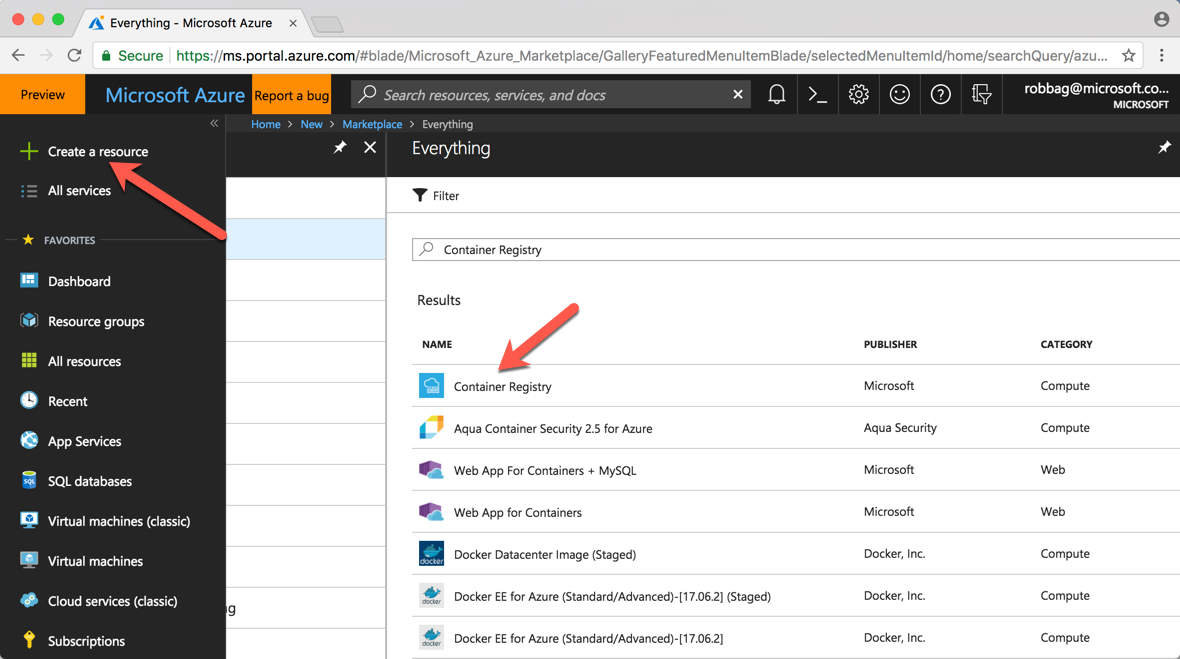 Everything - Microsoft Azure
Secure https://ms.portal.azure.com/#blade/Microsoft_Azure_Marketplace/GalleryFeaturedMenuItemBlade/selectedMenuItemId/home/searchQuery/azu...
Preview
Microsoft Azure
Report a bug
Search resources, services, and docs
robbag@microsoft.co...
MICROSOFT
Home > New > Marketplace > Everything
Create a resource
All services
FAVORITES
Dashboard
Resource groups
All resources
Recent
App Services
SQL databases
Virtual machines (classic)
Virtual machines
Cloud services (classic)
Subscriptions
Everything
Filter
Container Registry
Results
NAME PUBLISHER CATEGORY
Container Registry Microsoft Compute
Aqua Container Security 2.5 for Azure Aqua Security Compute
Web App For Containers + MySQL Microsoft Web
Web App for Containers Microsoft Web
docker Docker Datacenter Image (Staged) Docker, Inc. Compute
docker Docker EE for Azure (Standard/Advanced)-[17.06.2] (Staged) Docker, Inc. Compute
docker Docker EE for Azure (Standard/Advanced)-[17.06.2] Docker, Inc. Compute